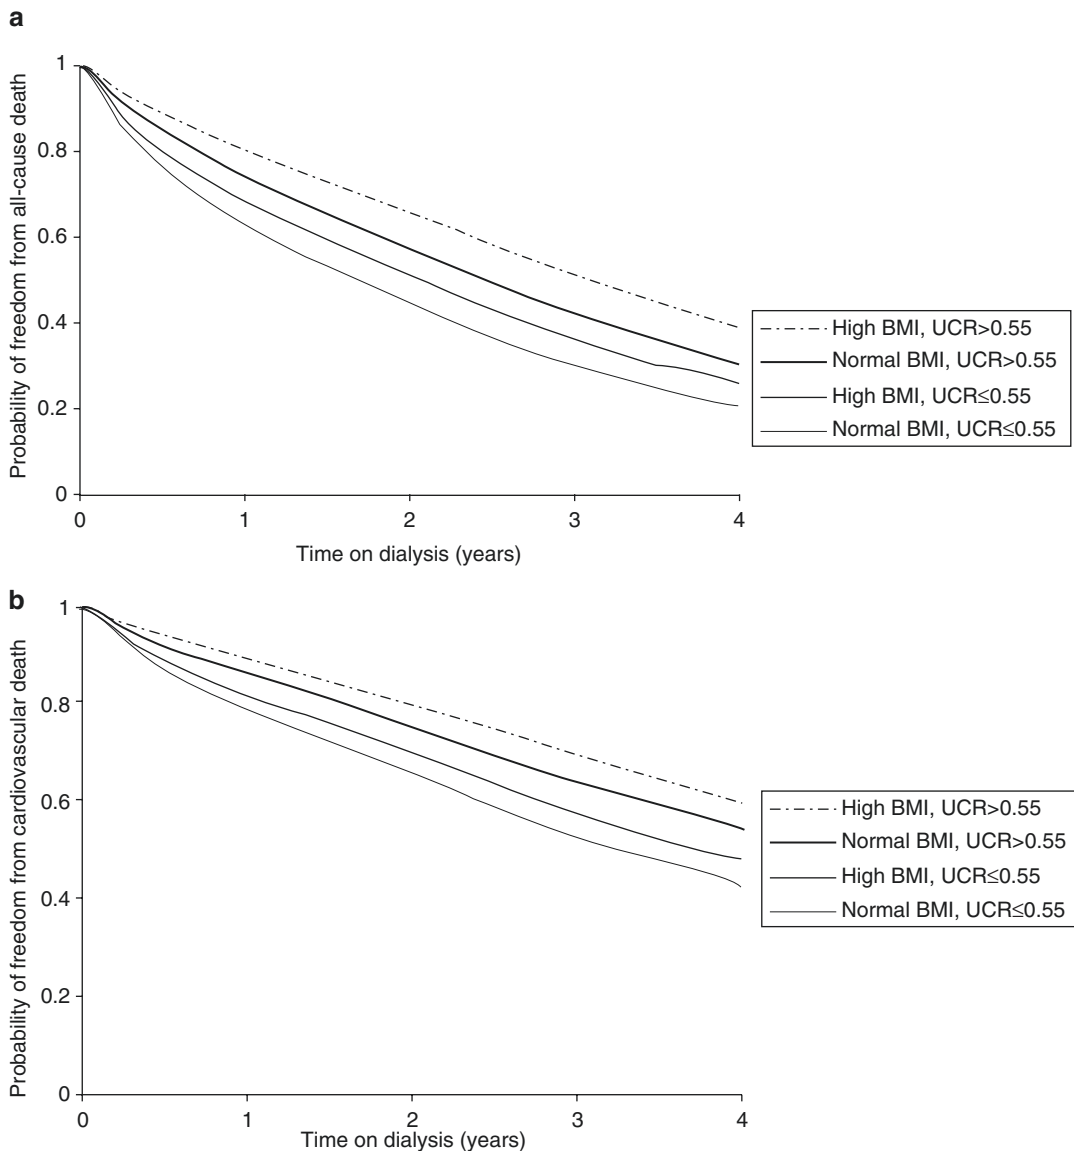 a
Probability of freedom from all-cause death
1
0.8
0.6
0.4
0.2
0
0 1 2 3 4
Time on dialysis (years)
High BMI, UCR>0.55
Normal BMI, UCR>0.55
High BMI, UCR≤0.55
Normal BMI, UCR≤0.55
b
Probability of freedom from cardiovascular death
1
0.8
0.6
0.4
0.2
0
0 1 2 3 4
Time on dialysis (years)
High BMI, UCR>0.55
Normal BMI, UCR>0.55
High BMI, UCR≤0.55
Normal BMI, UCR≤0.55